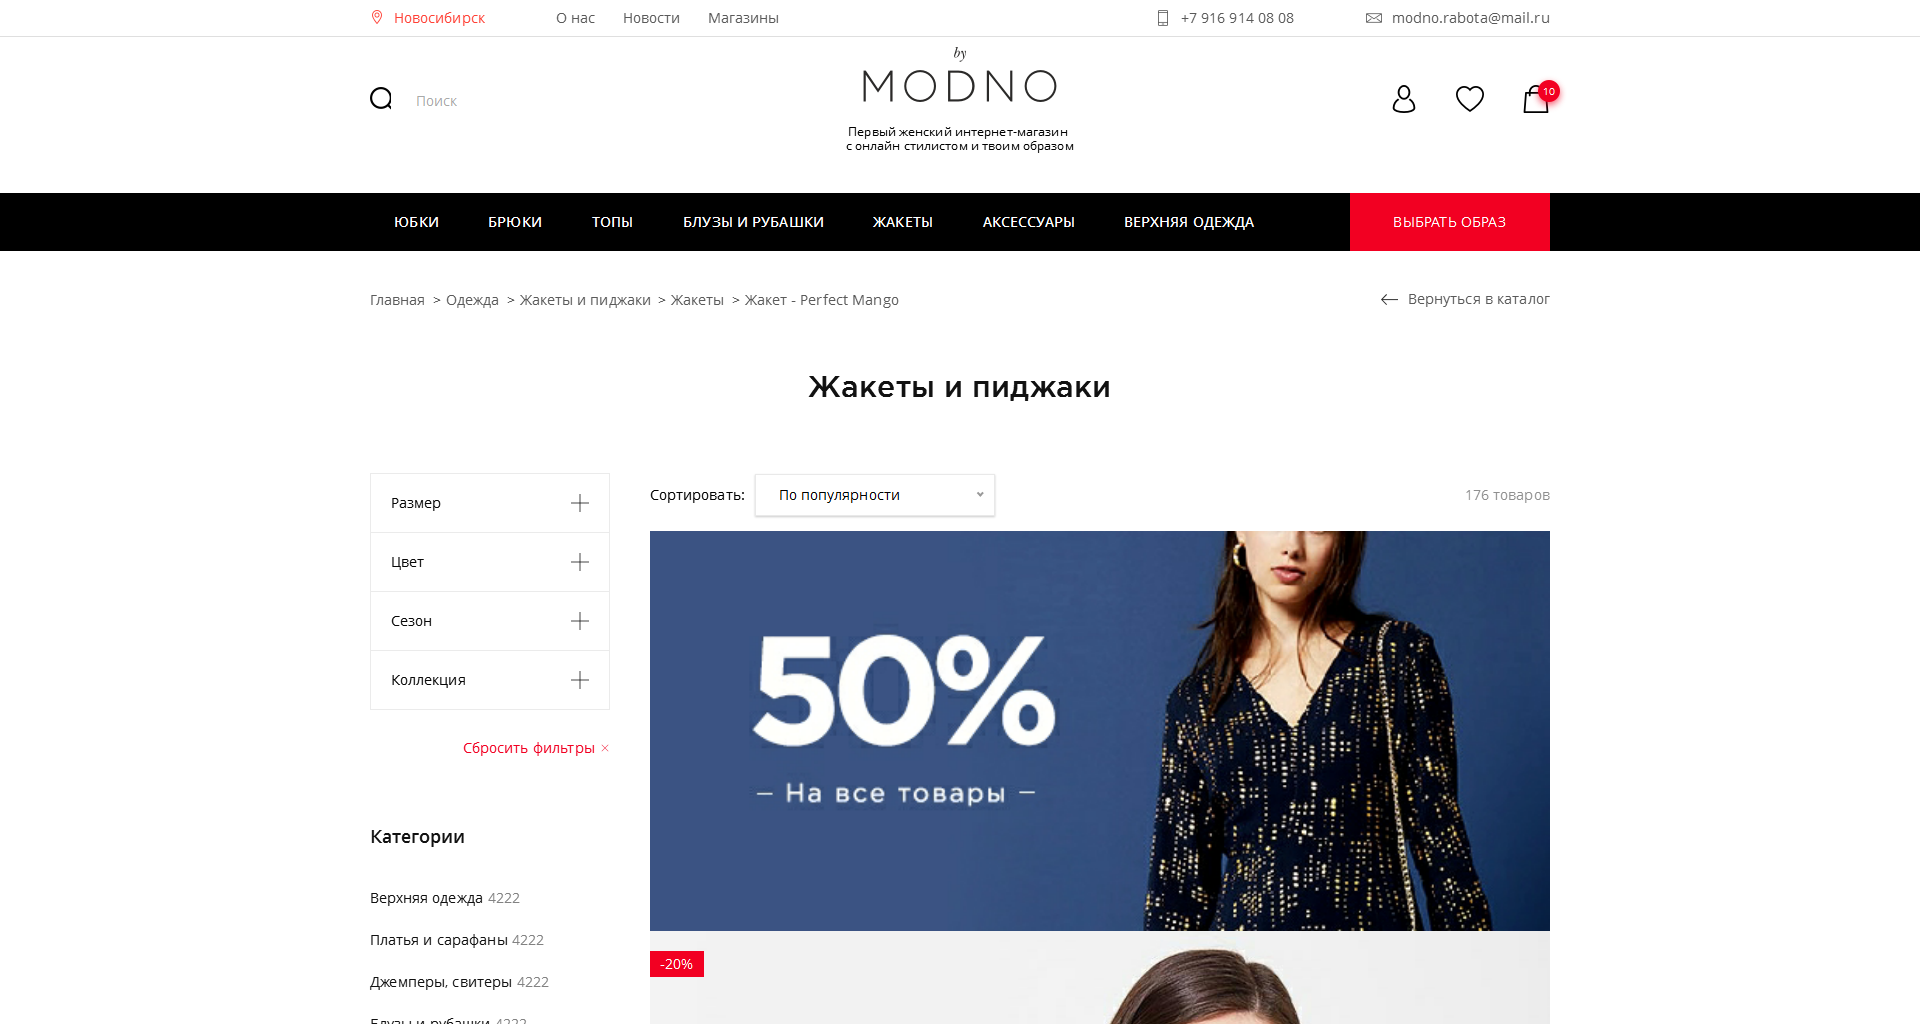 Новосибирск
О нас
Новости
Магазины
+7 916 914 08 08
modno.rabota@mail.ru
Поиск
by
MODNO
Первый женский интернет-магазин
с онлайн стилистом и твоим образом
10
ЮБКИ
БРЮКИ
ТОПЫ
БЛУЗЫ И РУБАШКИ
ЖАКЕТЫ
АКСЕССУАРЫ
ВЕРХНЯЯ ОДЕЖДА
ВЫБРАТЬ ОБРАЗ
Главная > Одежда > Жакеты и пиджаки > Жакеты > Жакет - Perfect Mango
Вернуться в каталог
Жакеты и пиджаки
Размер
Цвет
Сезон
Коллекция
Сбросить фильтры
Сортировать:
По популярности
176 товаров
50%
– На все товары –
-20%
Категории
Верхняя одежда 4222
Платья и сарафаны 4222
Джемперы, свитеры 4222
Блузы и рубашки 4222